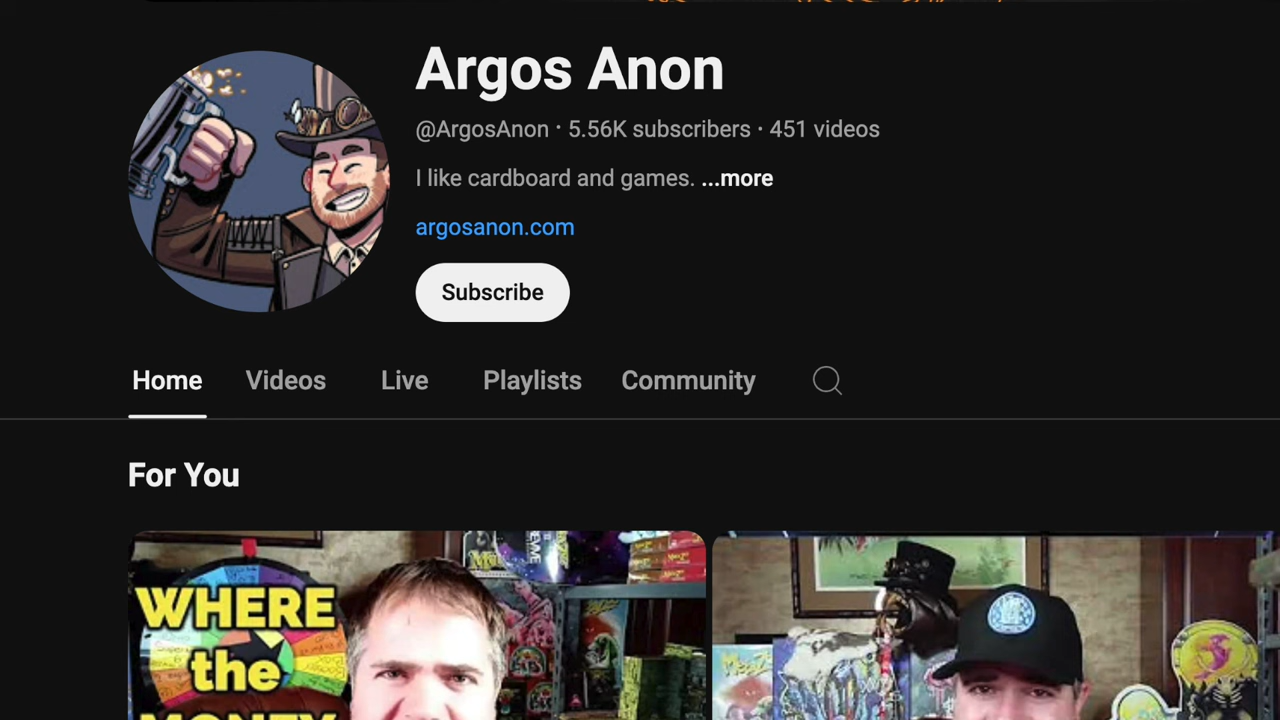 Argos Anon
@ArgosAnon · 5.56K subscribers · 451 videos
I like cardboard and games. ...more
argosanon.com
Subscribe
Home Videos Live Playlists Community
For You
WHERE
the
MONEY